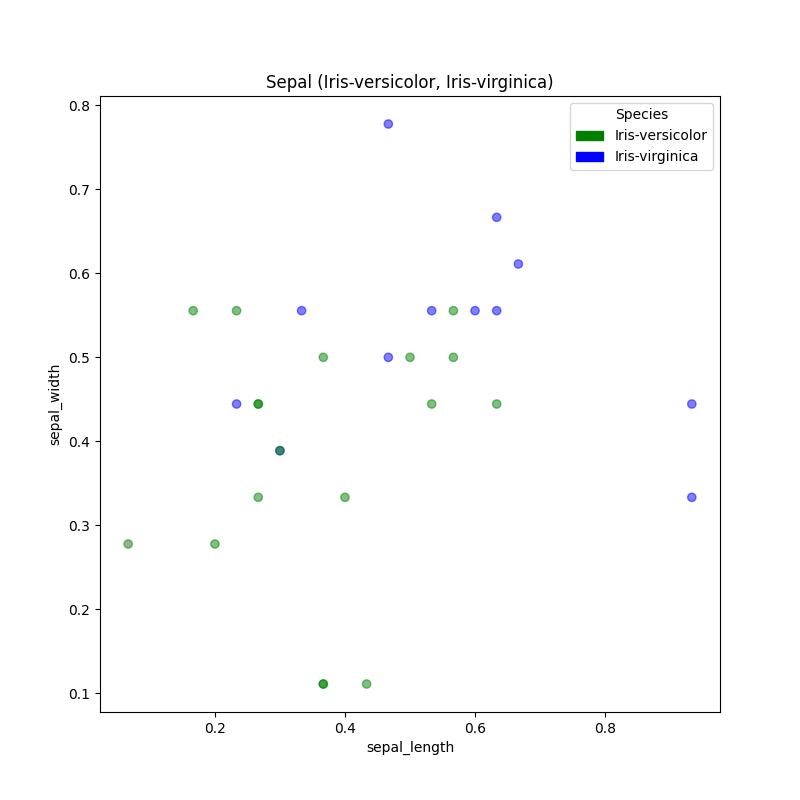 Sepal (Iris-versicolor, Iris-virginica)
Species
Iris-versicolor
Iris-virginica
0.8
0.7
0.6
0.5
0.4
0.3
0.2
0.1
sepal_width
0.2 0.4 0.6 0.8
sepal_length